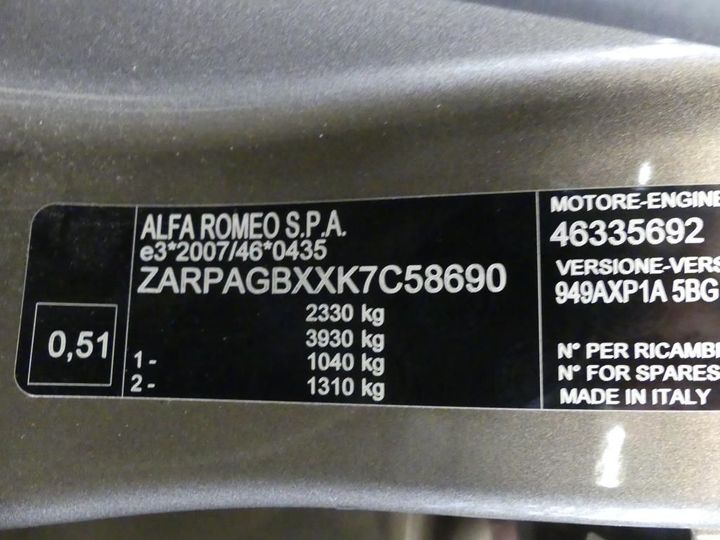 0,51
ALFA ROMEO S.P.A.
e3*2007/46*0435
ZARPAGBXXK7C58690
2330 kg
3930 kg
1 - 1040 kg
2 - 1310 kg
MOTORE-ENGINE
46335692
VERSIONE-VERS
949AXP1A 5BG
N° PER RICAMBI
N° FOR SPARES
MADE IN ITALY